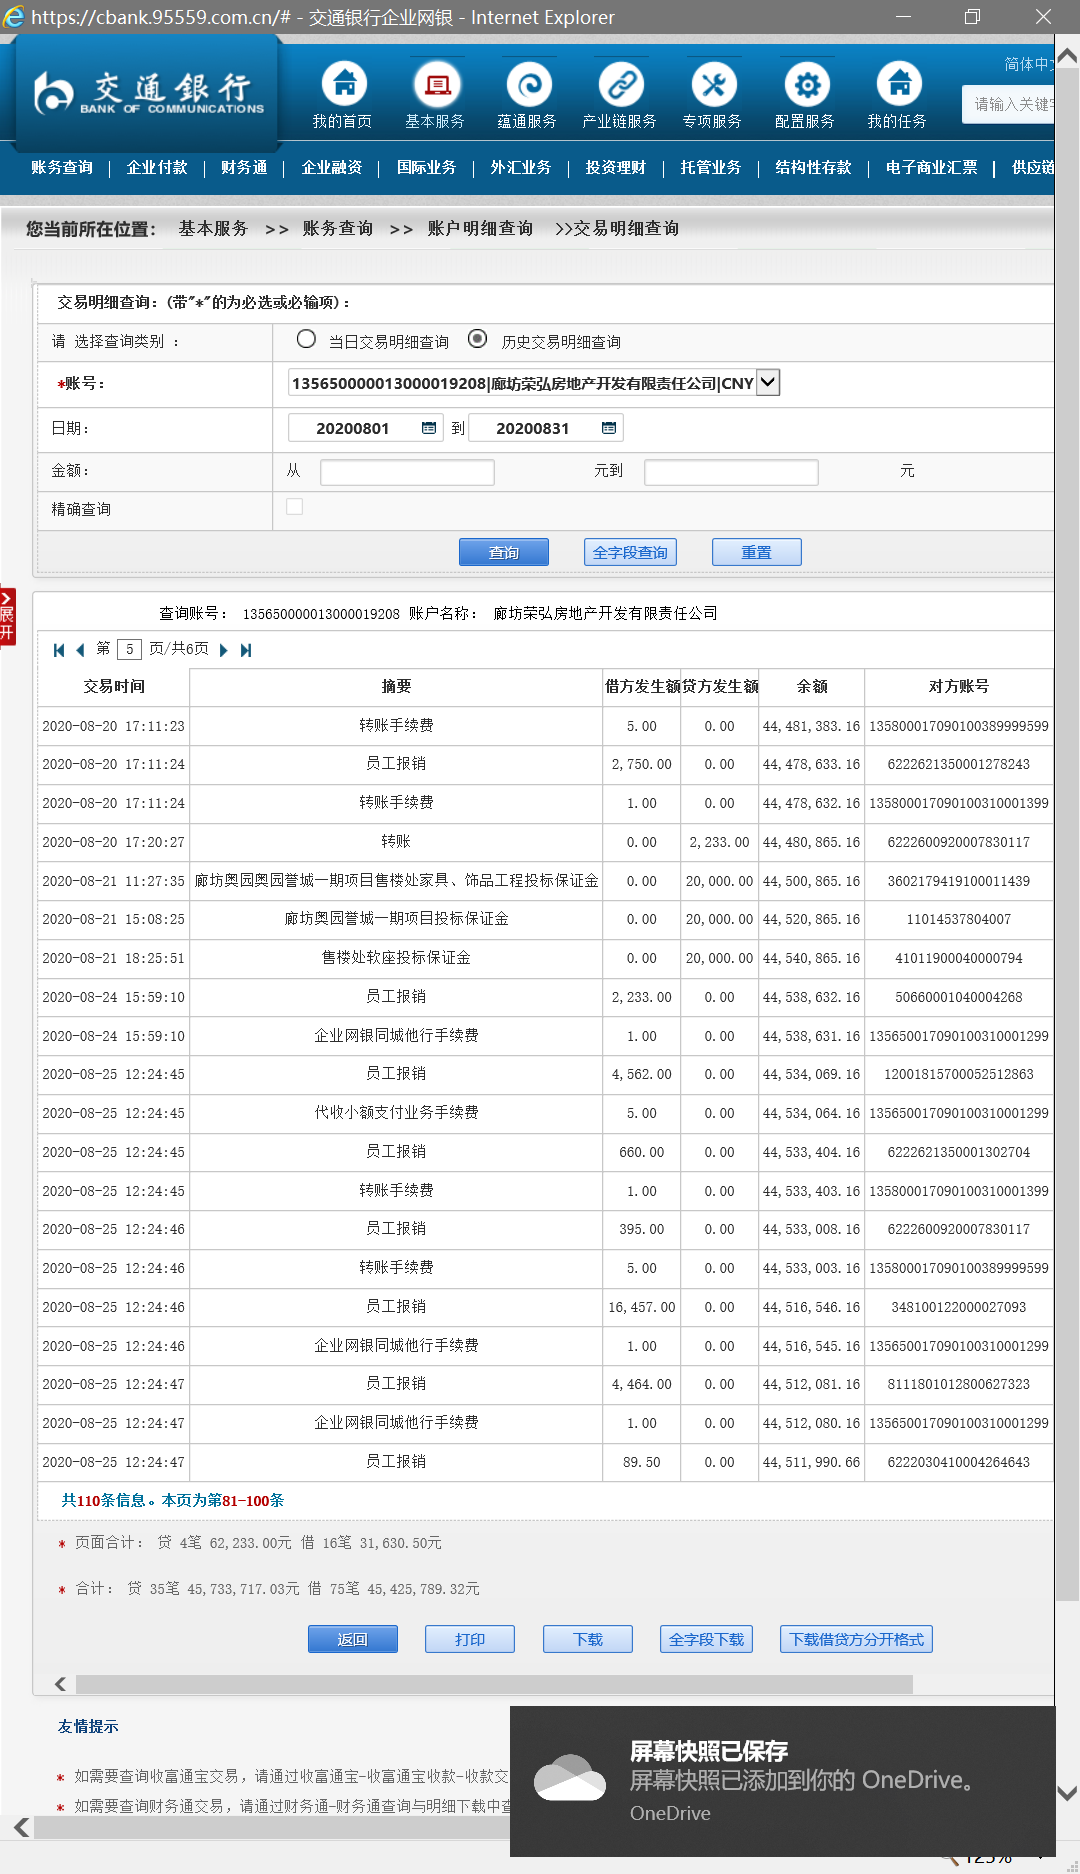 https://cbank.95559.com.cn/# - 交通银行企业网银 - Internet Explorer
简体中
交通銀行
BANK OF COMMUNICATIONS
请输入关键字
我的首页 基本服务 蕴通服务 产业链服务 专项服务 配置服务 我的任务
账务查询 | 企业付款 | 财务通 | 企业融资 | 国际业务 | 外汇业务 | 投资理财 | 托管业务 | 结构性存款 | 电子商业汇票 | 供应链
您当前所在位置： 基本服务 >> 账务查询 >> 账户明细查询 >>交易明细查询
交易明细查询：(带"*"的为必选或必输项)：
请 选择查询类别 ： 当日交易明细查询 历史交易明细查询
*账号： 135650000013000019208|廊坊荣弘房地产开发有限责任公司|CNY
日期： 20200801 到 20200831
金额： 从 元到 元
精确查询
查询 全字段查询 重置
展开
查询账号： 135650000013000019208 账户名称： 廊坊荣弘房地产开发有限责任公司
第 5 页/共6页
交易时间 摘要 借方发生额 贷方发生额 余额 对方账号
2020-08-20 17:11:23 转账手续费 5.00 0.00 44,481,383.16 135800017090100389999599
2020-08-20 17:11:24 员工报销 2,750.00 0.00 44,478,633.16 6222621350001278243
2020-08-20 17:11:24 转账手续费 1.00 0.00 44,478,632.16 135800017090100310001399
2020-08-20 17:20:27 转账 0.00 2,233.00 44,480,865.16 6222600920007830117
2020-08-21 11:27:35 廊坊奥园奥园誉城一期项目售楼处家具、饰品工程投标保证金 0.00 20,000.00 44,500,865.16 3602179419100011439
2020-08-21 15:08:25 廊坊奥园誉城一期项目投标保证金 0.00 20,000.00 44,520,865.16 11014537804007
2020-08-21 18:25:51 售楼处软座投标保证金 0.00 20,000.00 44,540,865.16 41011900040000794
2020-08-24 15:59:10 员工报销 2,233.00 0.00 44,538,632.16 50660001040004268
2020-08-24 15:59:10 企业网银同城他行手续费 1.00 0.00 44,538,631.16 135650017090100310001299
2020-08-25 12:24:45 员工报销 4,562.00 0.00 44,534,069.16 12001815700052512863
2020-08-25 12:24:45 代收小额支付业务手续费 5.00 0.00 44,534,064.16 135650017090100310001299
2020-08-25 12:24:45 员工报销 660.00 0.00 44,533,404.16 6222621350001302704
2020-08-25 12:24:45 转账手续费 1.00 0.00 44,533,403.16 135800017090100310001399
2020-08-25 12:24:46 员工报销 395.00 0.00 44,533,008.16 6222600920007830117
2020-08-25 12:24:46 转账手续费 5.00 0.00 44,533,003.16 135800017090100389999599
2020-08-25 12:24:46 员工报销 16,457.00 0.00 44,516,546.16 348100122000027093
2020-08-25 12:24:46 企业网银同城他行手续费 1.00 0.00 44,516,545.16 135650017090100310001299
2020-08-25 12:24:47 员工报销 4,464.00 0.00 44,512,081.16 8111801012800627323
2020-08-25 12:24:47 企业网银同城他行手续费 1.00 0.00 44,512,080.16 135650017090100310001299
2020-08-25 12:24:47 员工报销 89.50 0.00 44,511,990.66 6222030410004264643
共110条信息。本页为第81-100条
* 页面合计： 贷 4笔 62,233.00元 借 16笔 31,630.50元
* 合计： 贷 35笔 45,733,717.03元 借 75笔 45,425,789.32元
返回 打印 下载 全字段下载 下载借贷方分开格式
友情提示
* 如需要查询收富通宝交易，请通过收富通宝-收富通宝收款-收款交
* 如需要查询财务通交易，请通过财务通-财务通查询与明细下载中查
屏幕快照已保存
屏幕快照已添加到你的 OneDrive。
OneDrive
125%